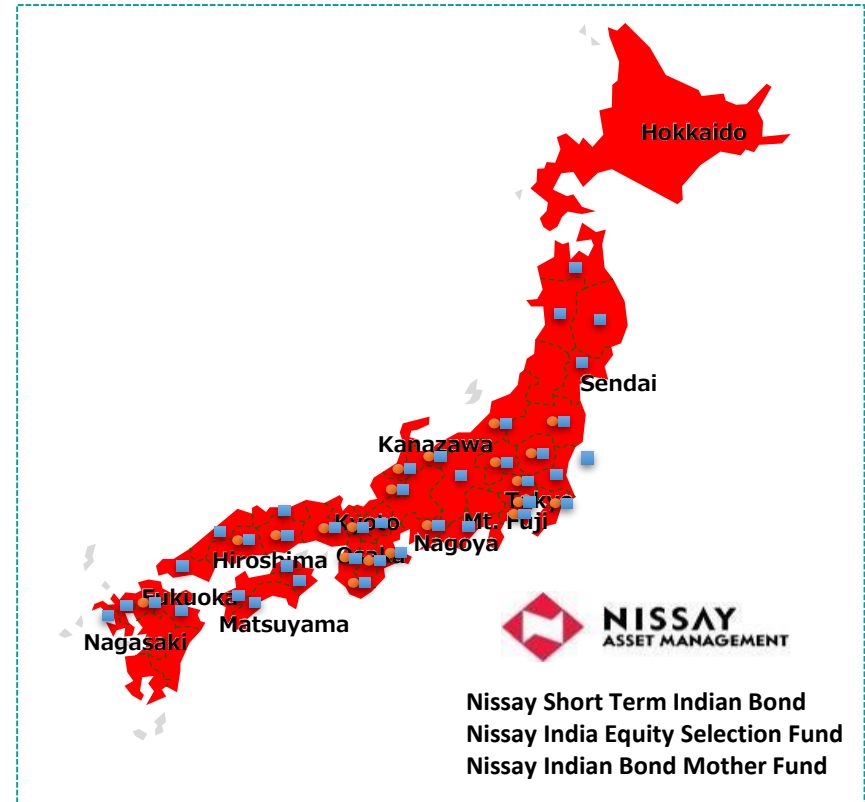 Hokkaido
Sendai
Kanazawa
Tokyo
Kyoto
Mt. Fuji
Nagoya
Osaka
Hiroshima
Fukuoka
Matsuyama
Nagasaki
NISSAY
ASSET MANAGEMENT
Nissay Short Term Indian Bond
Nissay India Equity Selection Fund
Nissay Indian Bond Mother Fund